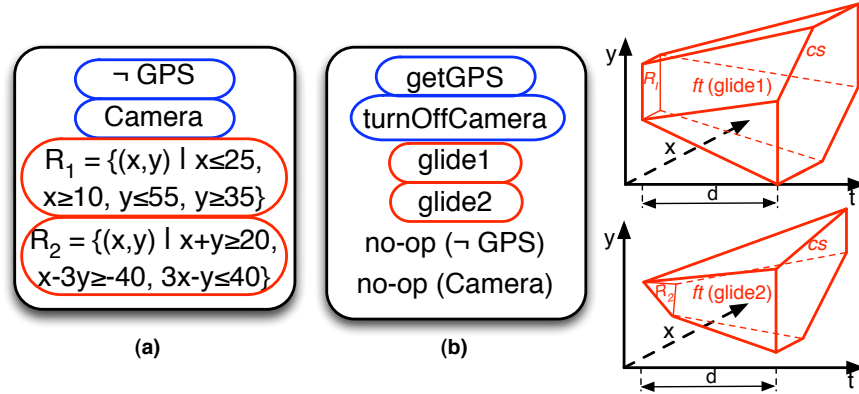 ¬ GPS
Camera
R1 = {(x,y) | x≤25,
x≥10, y≤55, y≥35}
R2 = {(x,y) | x+y≥20,
x-3y≥-40, 3x-y≤40}
(a)
getGPS
turnOffCamera
glide1
glide2
no-op (¬ GPS)
no-op (Camera)
(b)
y
R1
ft (glide1)
cs
x
d
t
y
R2
ft (glide2)
cs
x
d
t